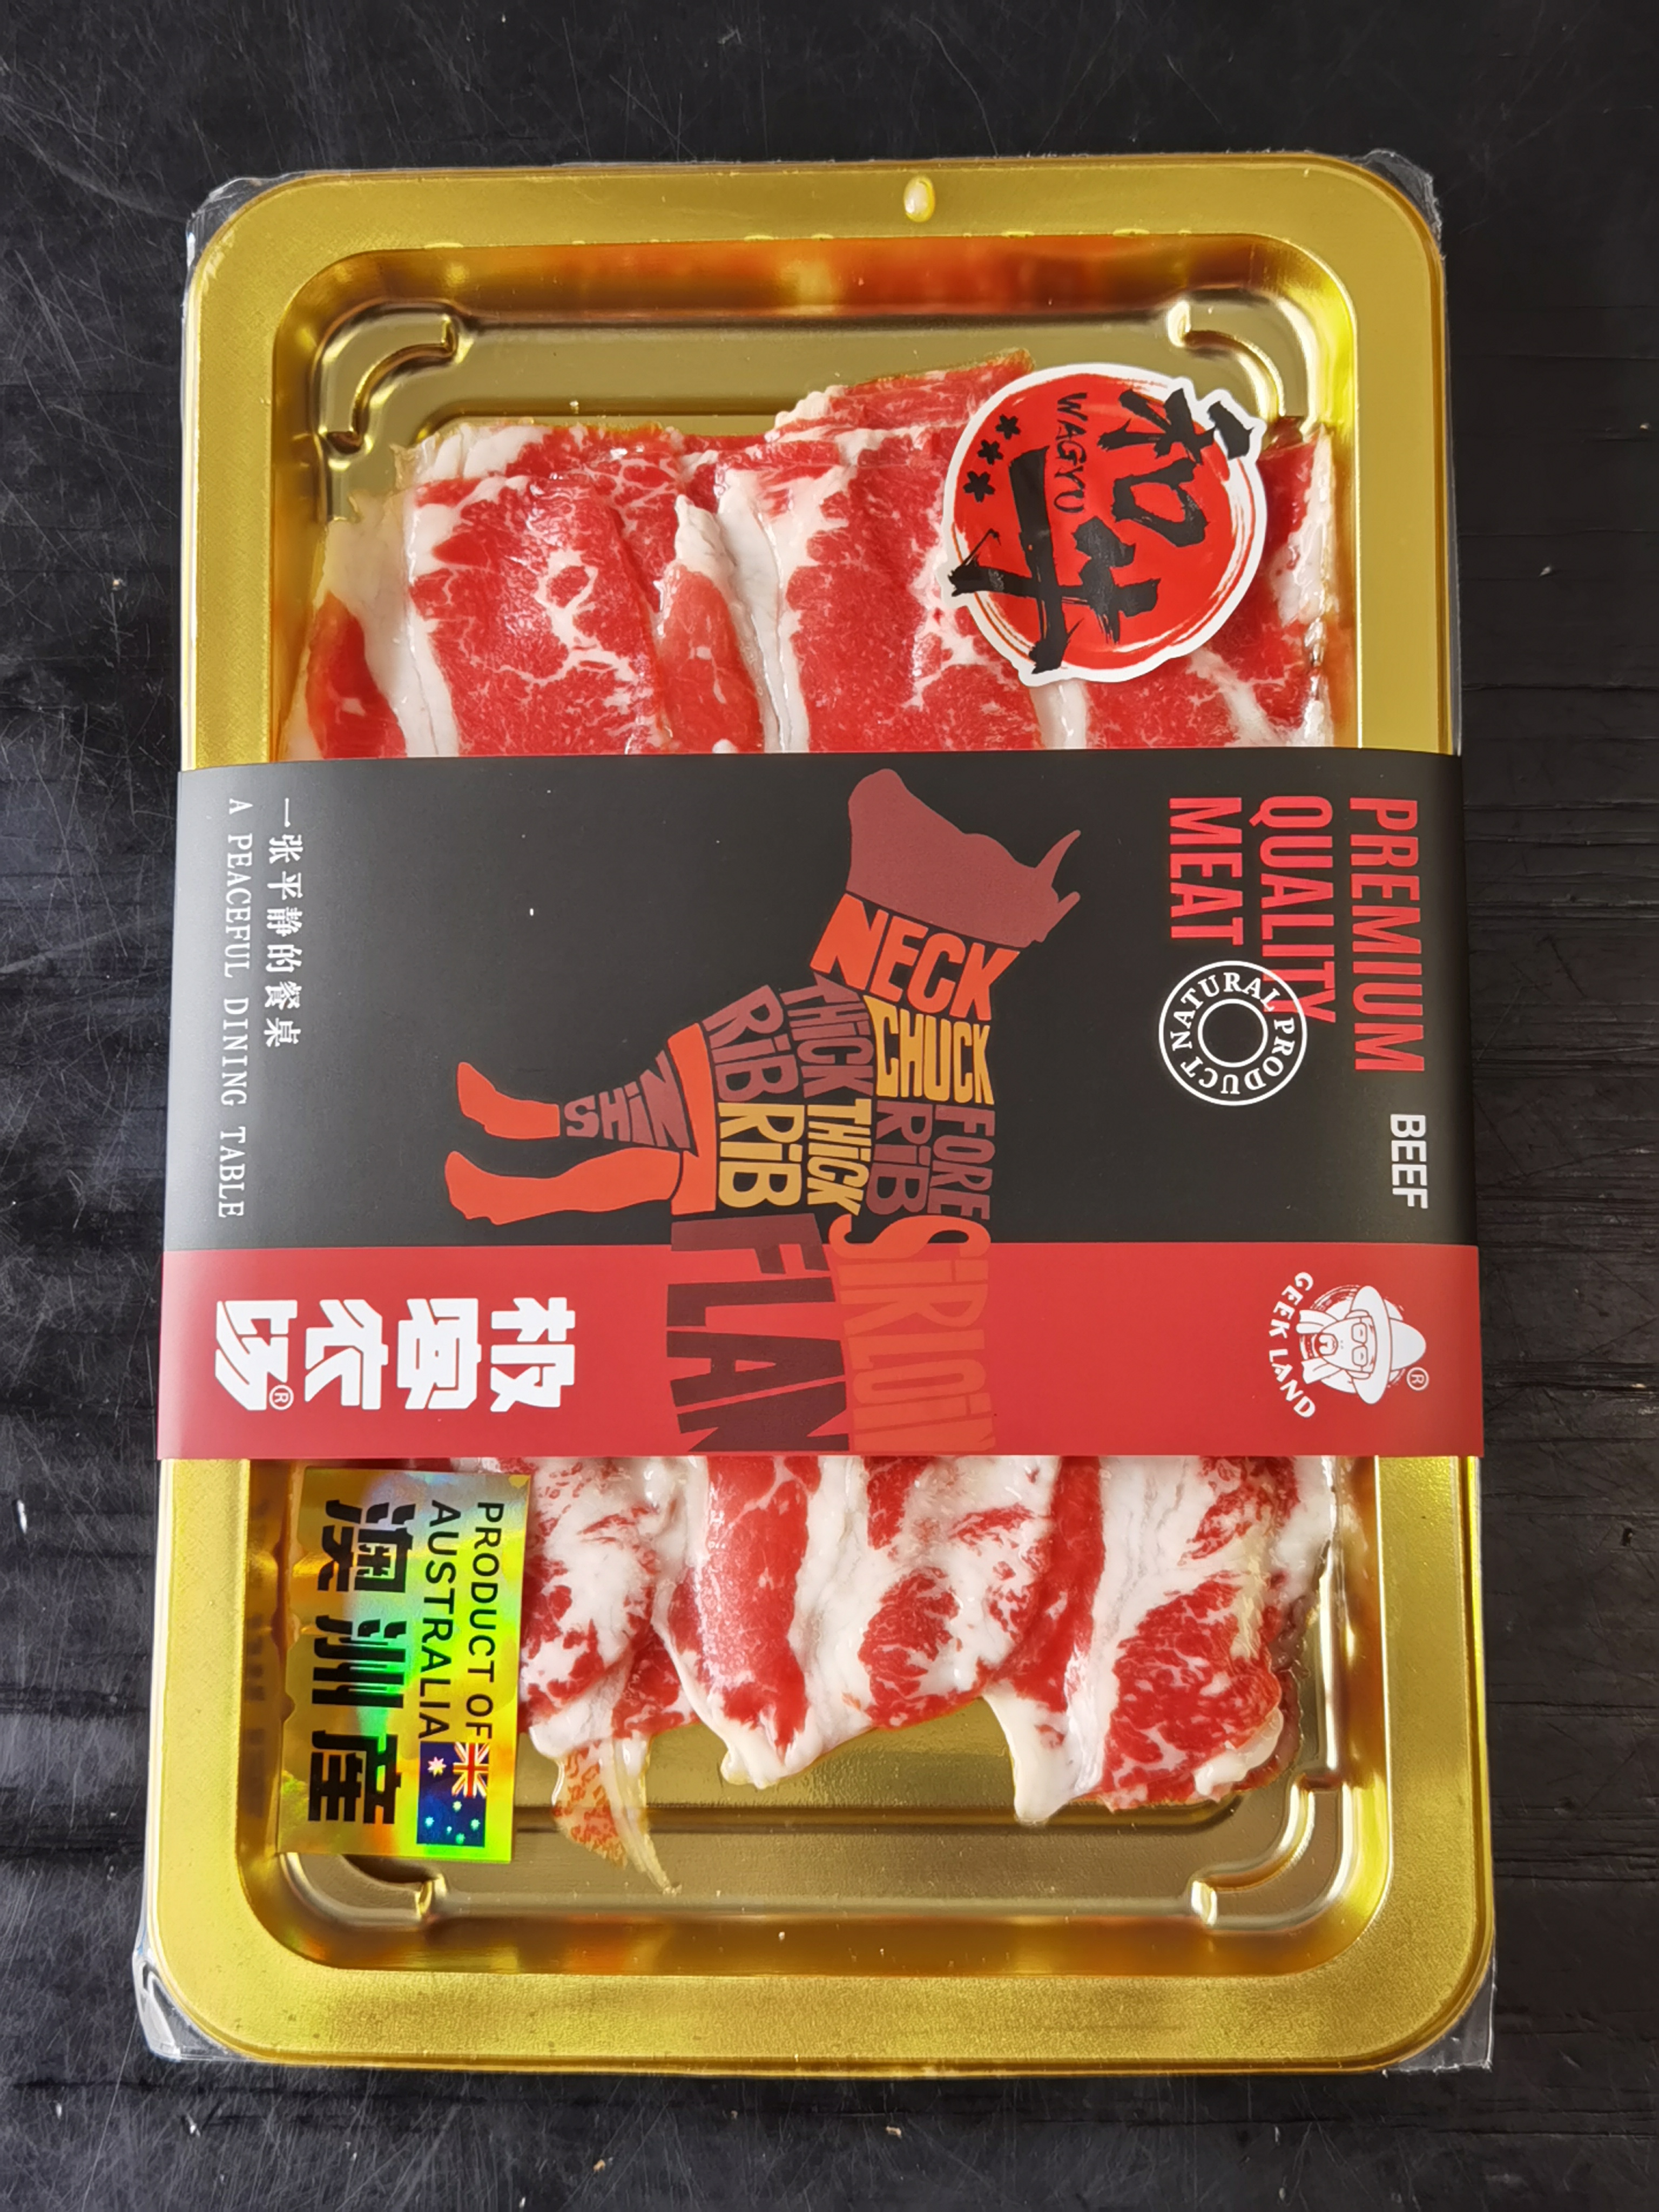 和牛
WAGYU
PREMIUM
QUALITY
MEAT
NATURAL PRODUCT
BEEF
GEEK LAND
®
NECK
CHUCK
FORE
RiB
SiRLOiN
THiCK
RiB
THiCK
RiB
SHiN
FLAN
一张平静的餐桌
A PEACEFUL DINING TABLE
极客农场®
PRODUCT OF
AUSTRALIA
澳洲産